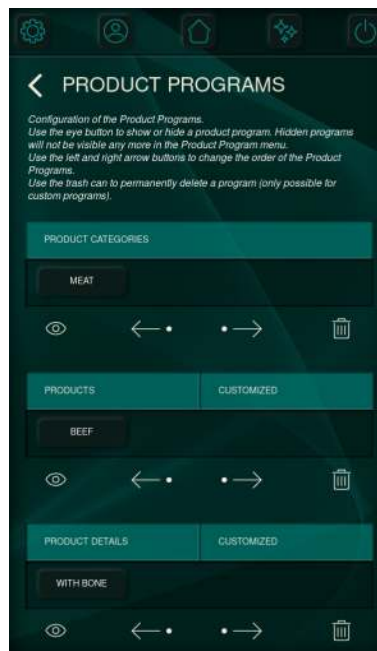 PRODUCT PROGRAMS
Configuration of the Product Programs.
Use the eye button to show or hide a product program. Hidden programs
will not be visible any more in the Product Program menu.
Use the left and right arrow buttons to change the order of the Product
Programs.
Use the trash can to permanently delete a program (only possible for
custom programs).
PRODUCT CATEGORIES
MEAT
PRODUCTS CUSTOMIZED
BEEF
PRODUCT DETAILS CUSTOMIZED
WITH BONE